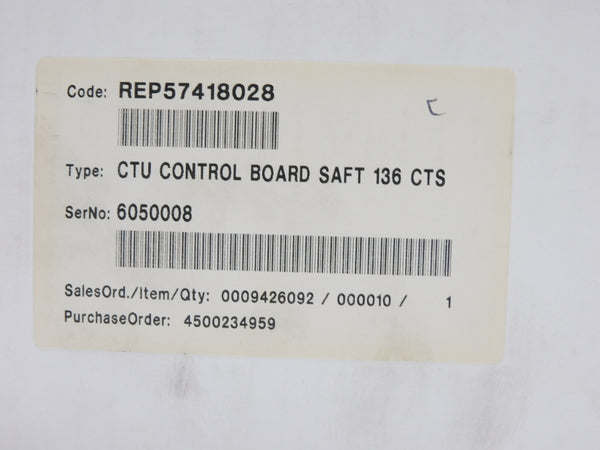 Code: REP57418028
Type: CTU CONTROL BOARD SAFT 136 CTS
SerNo: 6050008
SalesOrd./Item/Qty: 0009426092 / 000010 / 1
PurchaseOrder: 4500234959